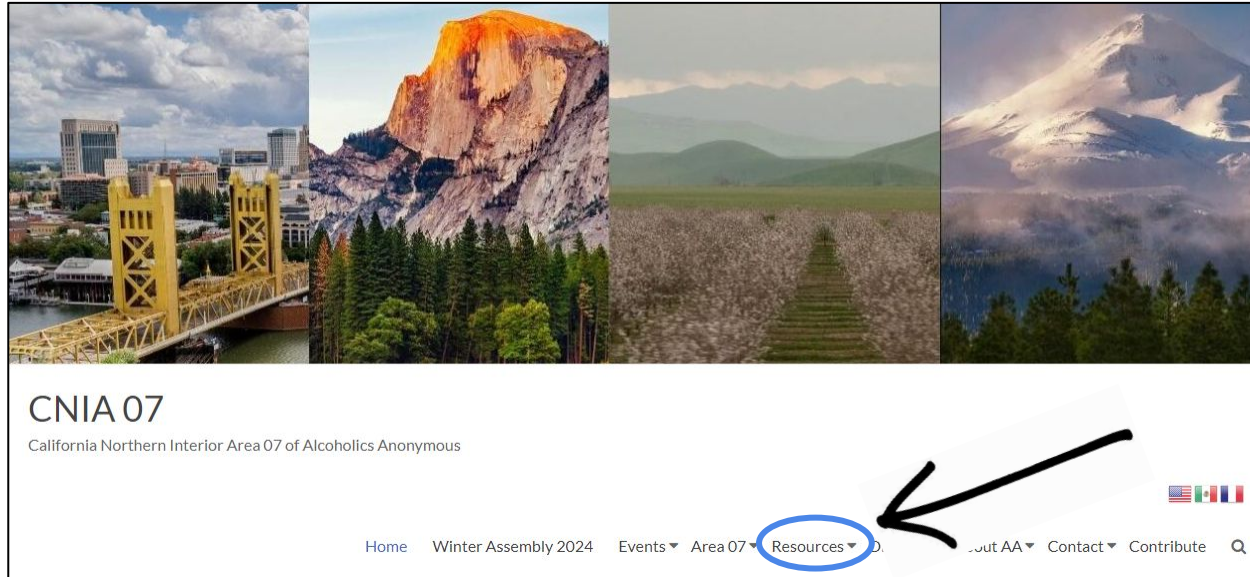 CNIA 07
California Northern Interior Area 07 of Alcoholics Anonymous
Home Winter Assembly 2024 Events Area 07 Resources AA Contact Contribute